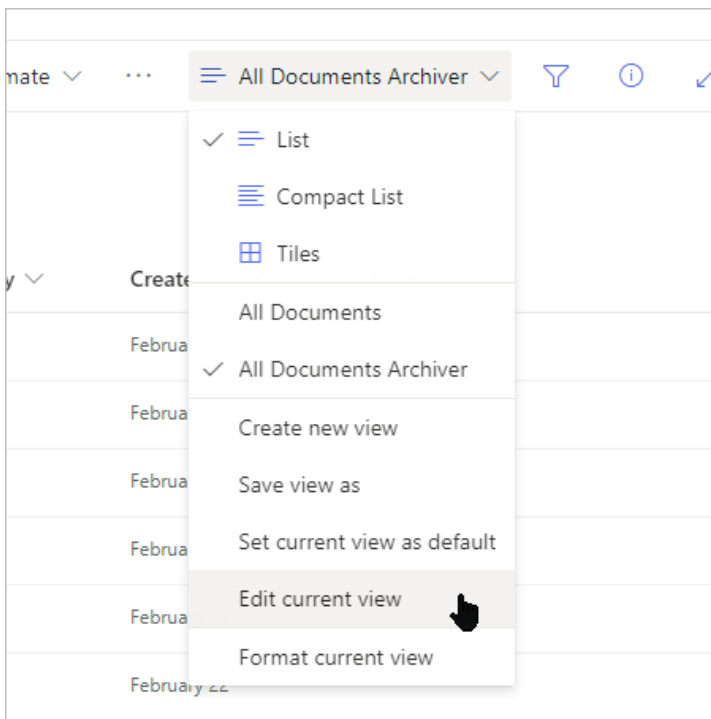 mate ... All Documents Archiver
List
Compact List
Tiles
y Create
All Documents
Februa
All Documents Archiver
Februa
Create new view
Februa
Save view as
Februa
Set current view as default
Februa
Edit current view
Format current view
February 22